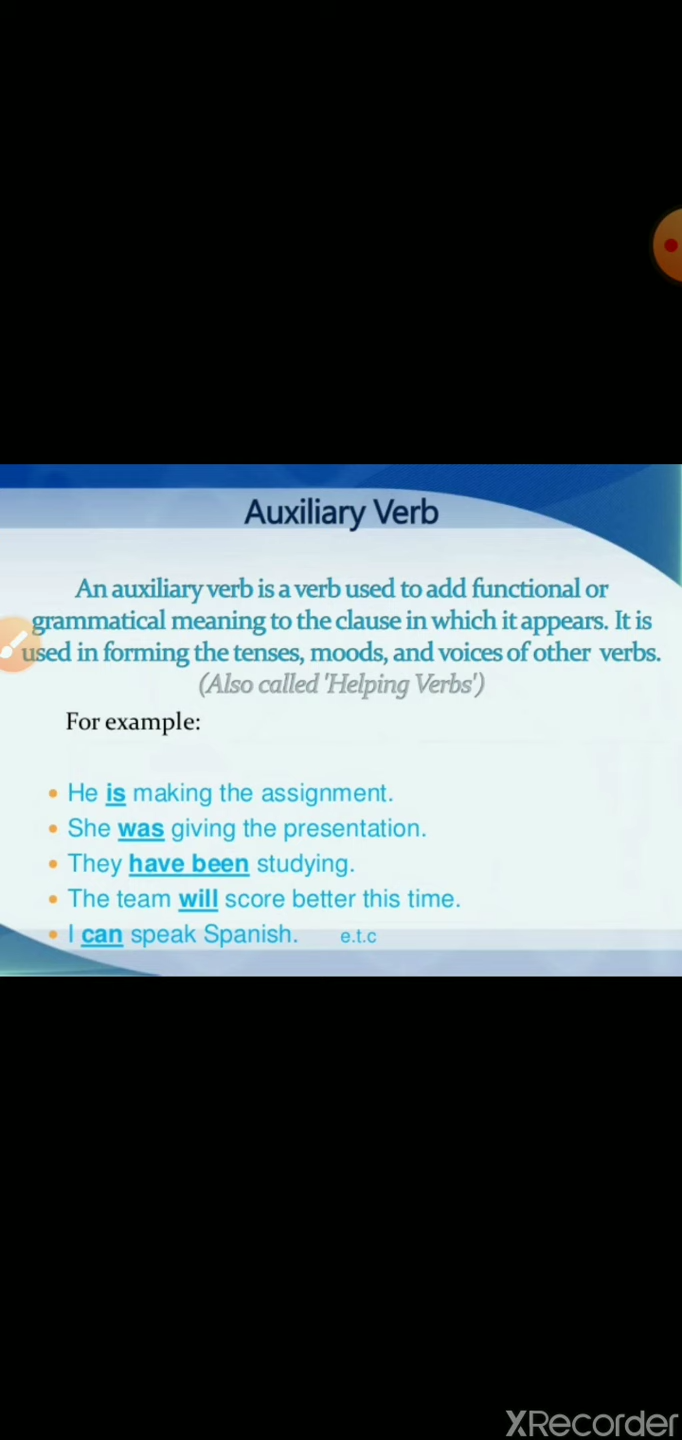 Auxiliary Verb
An auxiliary verb is a verb used to add functional or
grammatical meaning to the clause in which it appears. It is
used in forming the tenses, moods, and voices of other verbs.
(Also called 'Helping Verbs')
For example:
• He is making the assignment.
• She was giving the presentation.
• They have been studying.
• The team will score better this time.
• I can speak Spanish. e.t.c
XRecorder